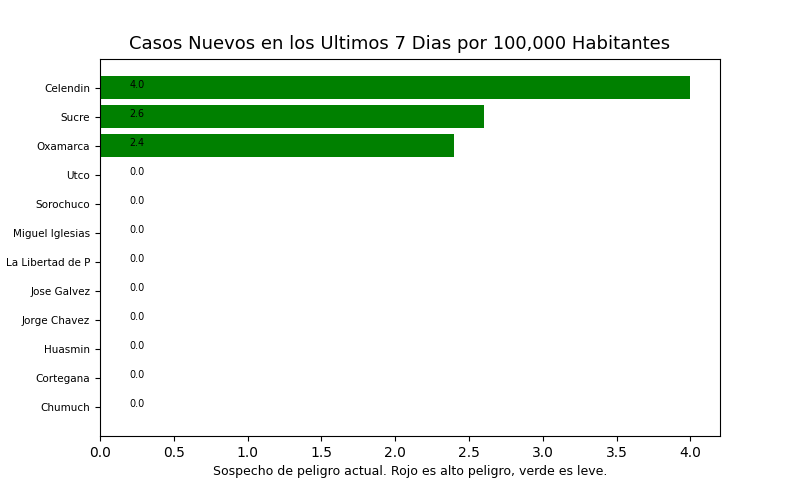 Casos Nuevos en los Ultimos 7 Dias por 100,000 Habitantes
Celendin 4.0
Sucre 2.6
Oxamarca 2.4
Utco 0.0
Sorochuco 0.0
Miguel Iglesias 0.0
La Libertad de P 0.0
Jose Galvez 0.0
Jorge Chavez 0.0
Huasmin 0.0
Cortegana 0.0
Chumuch 0.0
0.0 0.5 1.0 1.5 2.0 2.5 3.0 3.5 4.0
Sospecho de peligro actual. Rojo es alto peligro, verde es leve.